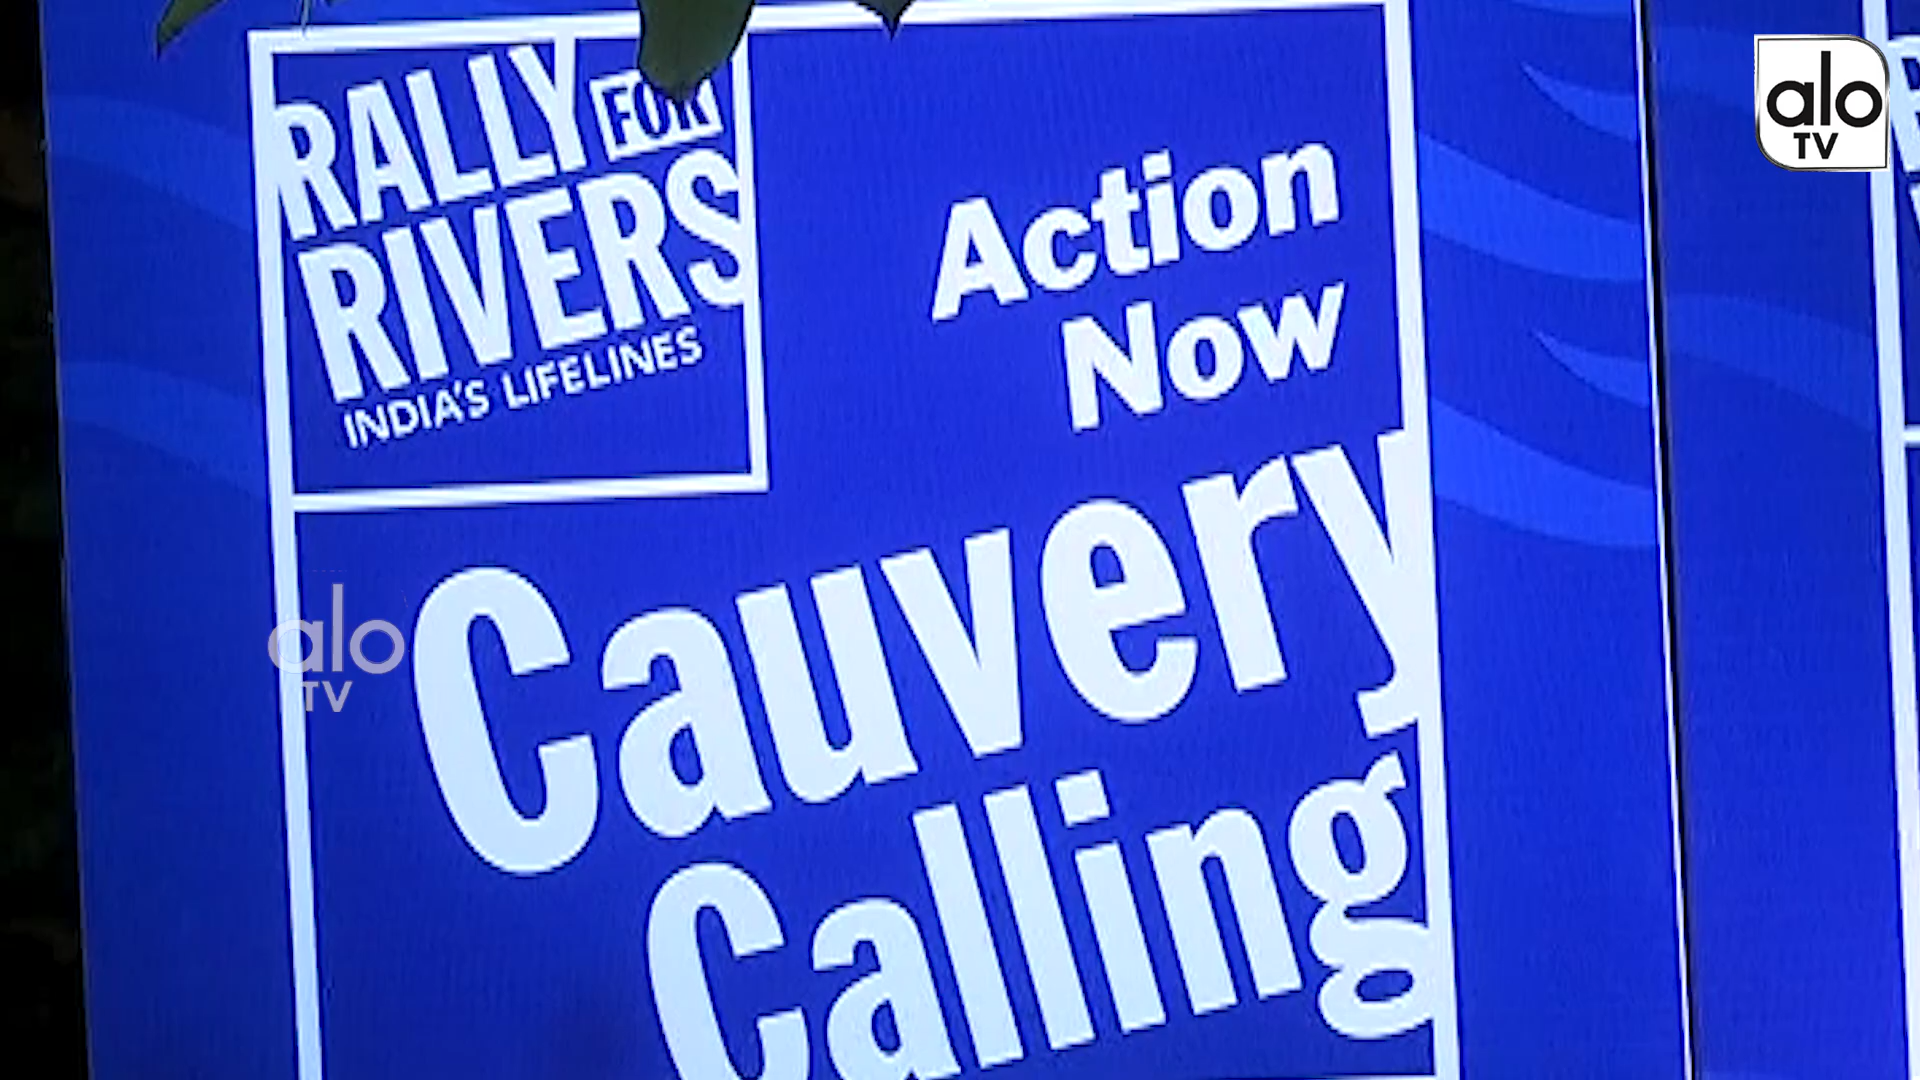 RALLY FOR
RIVERS
INDIA'S LIFELINES
Action
Now
Cauvery
Calling
alo
TV
alo
TV